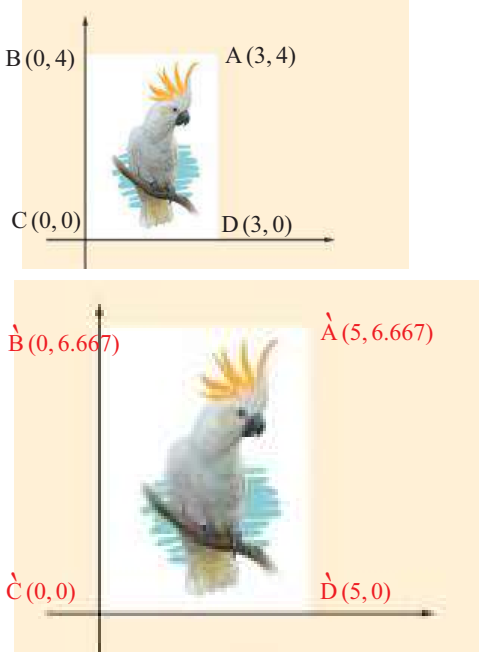 B (0, 4) A (3, 4)
C (0, 0) D (3, 0)
B̀ (0, 6.667) À (5, 6.667)
C̀ (0, 0) D̀ (5, 0)